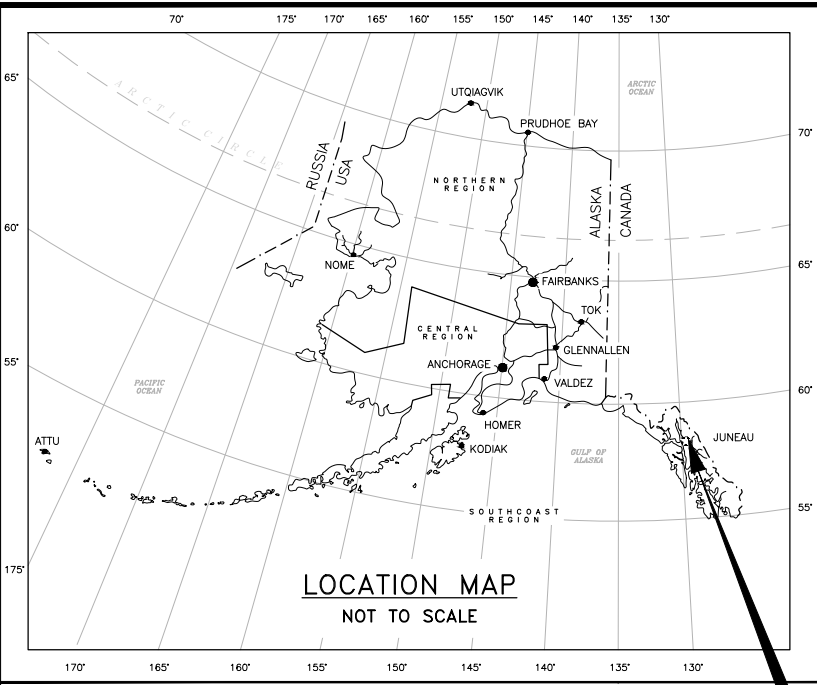 70° 175° 170° 165° 160° 155° 150° 145° 140° 135° 130°
65°
ARCTIC CIRCLE
ARCTIC
OCEAN
UTQIAGVIK
PRUDHOE BAY
70°
RUSSIA
USA
NORTHERN
REGION
ALASKA
CANADA
60°
NOME
65°
FAIRBANKS
TOK
CENTRAL
REGION
GLENNALLEN
55°
ANCHORAGE
VALDEZ
PACIFIC
OCEAN
60°
HOMER
JUNEAU
ATTU
KODIAK
GULF OF
ALASKA
SOUTHCOAST
REGION
55°
175°
LOCATION MAP
NOT TO SCALE
170° 165° 160° 155° 150° 145° 140° 135° 130°